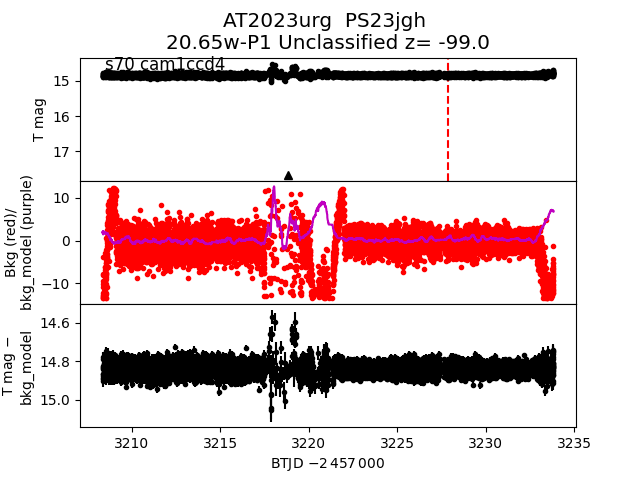 AT2023urg  PS23jgh
20.65w-P1 Unclassified z= -99.0
s70 cam1ccd4
T mag
15
16
17
Bkg (red)/
bkg_model (purple)
10
0
−10
T mag −
bkg_model
14.6
14.8
15.0
3210
3215
3220
3225
3230
3235
BTJD −2 457 000